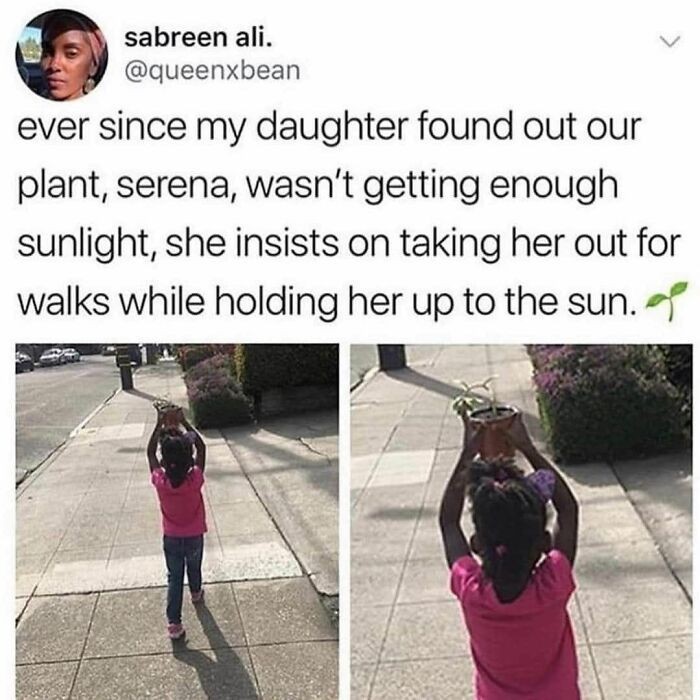 sabreen ali.
@queenxbean
ever since my daughter found out our
plant, serena, wasn't getting enough
sunlight, she insists on taking her out for
walks while holding her up to the sun. 🌱